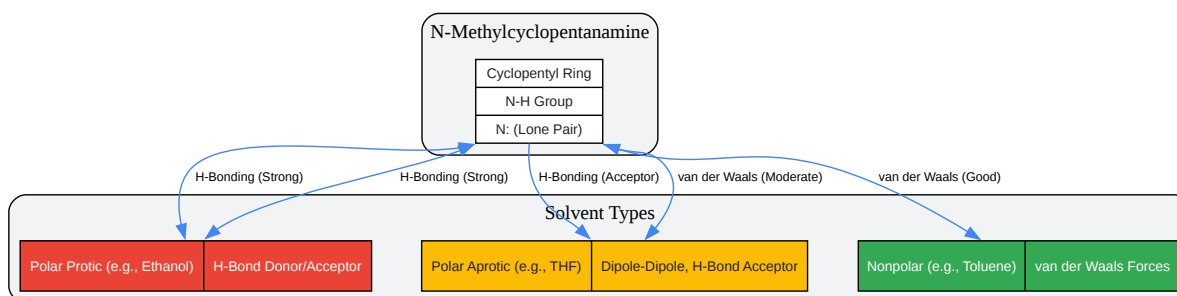 N-Methylcyclopentanamine
Cyclopentyl Ring
N-H Group
N: (Lone Pair)
H-Bonding (Strong)
H-Bonding (Strong)
H-Bonding (Acceptor)
van der Waals (Moderate)
van der Waals (Good)
Solvent Types
Polar Protic (e.g., Ethanol)
H-Bond Donor/Acceptor
Polar Aprotic (e.g., THF)
Dipole-Dipole, H-Bond Acceptor
Nonpolar (e.g., Toluene)
van der Waals Forces